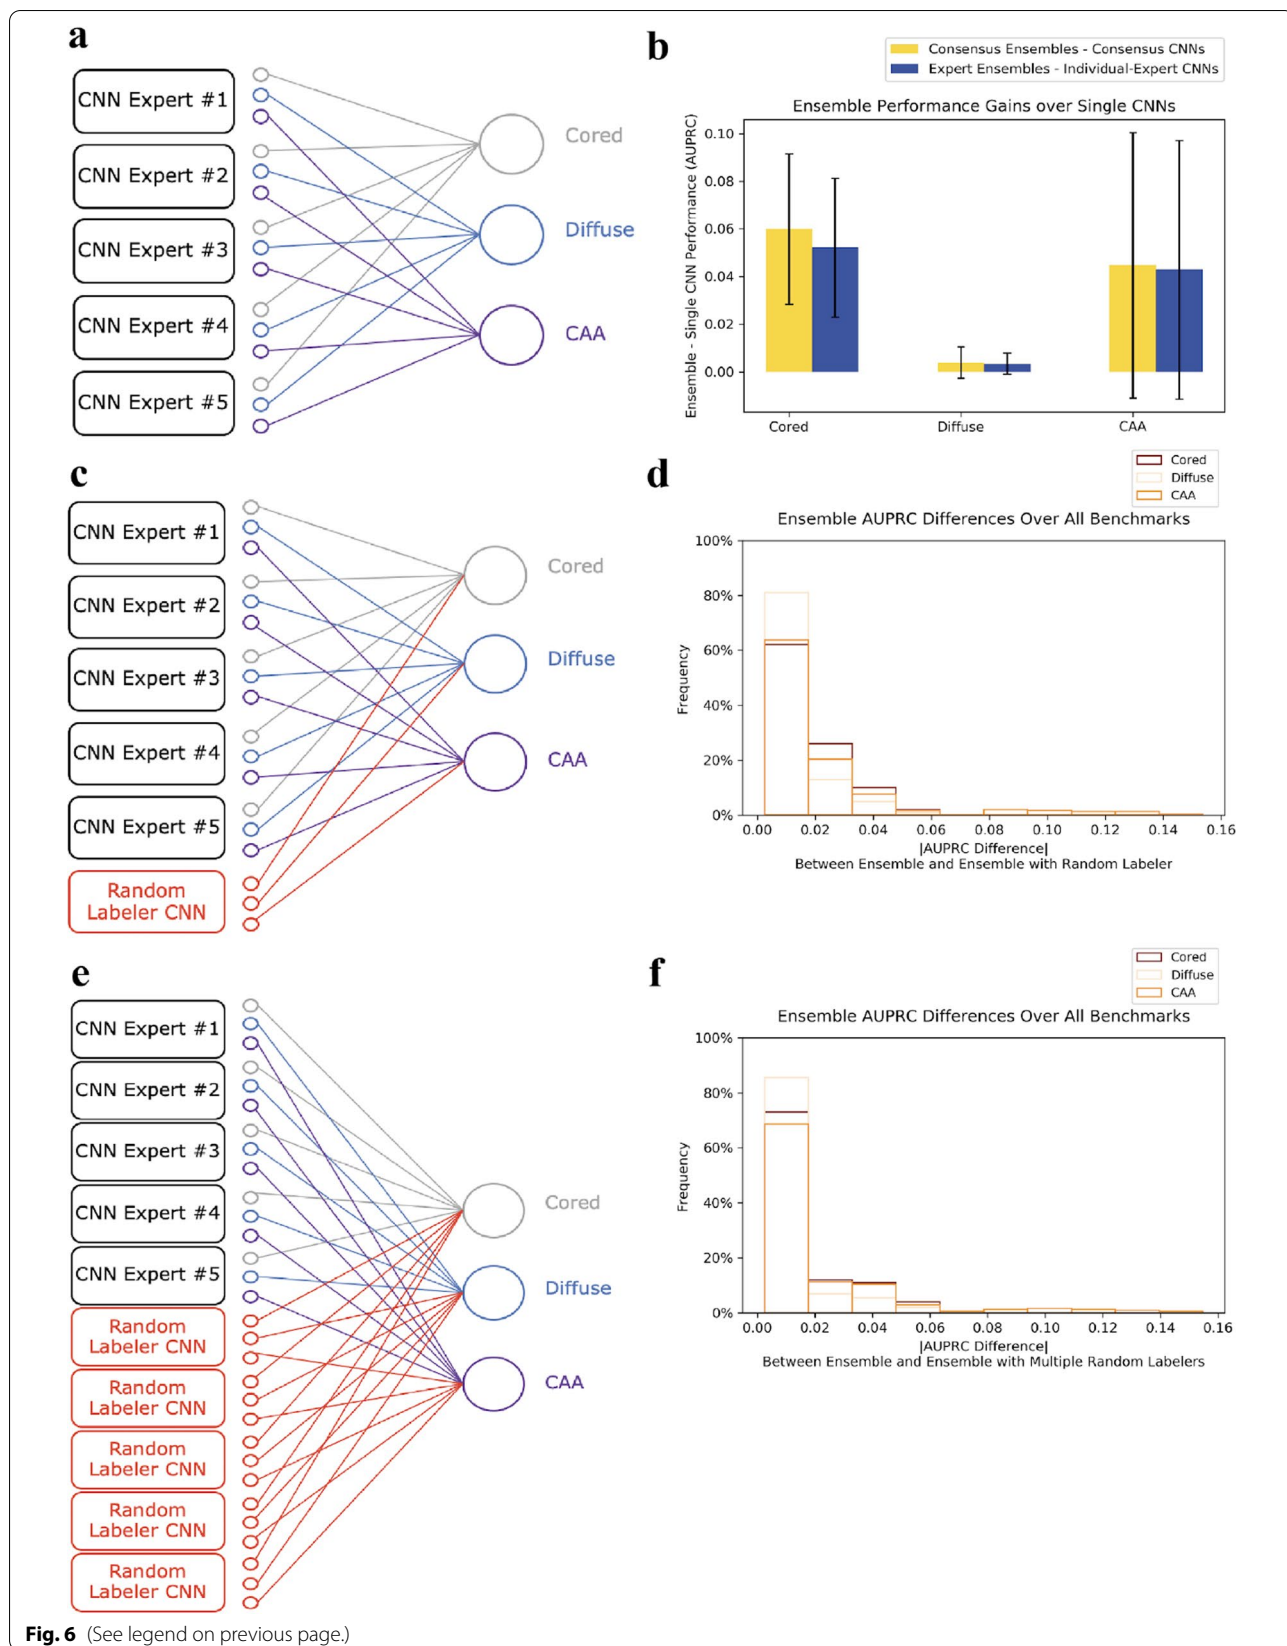 a
CNN Expert #1
CNN Expert #2
CNN Expert #3
CNN Expert #4
CNN Expert #5
Cored
Diffuse
CAA
b
Consensus Ensembles - Consensus CNNs
Expert Ensembles - Individual-Expert CNNs
Ensemble Performance Gains over Single CNNs
Ensemble - Single CNN Performance (AUPRC)
0.10
0.08
0.06
0.04
0.02
0.00
Cored Diffuse CAA
c
CNN Expert #1
CNN Expert #2
CNN Expert #3
CNN Expert #4
CNN Expert #5
Random
Labeler CNN
Cored
Diffuse
CAA
d
Cored
Diffuse
CAA
Ensemble AUPRC Differences Over All Benchmarks
Frequency
100%
80%
60%
40%
20%
0%
0.00 0.02 0.04 0.06 0.08 0.10 0.12 0.14 0.16
|AUPRC Difference|
Between Ensemble and Ensemble with Random Labeler
e
CNN Expert #1
CNN Expert #2
CNN Expert #3
CNN Expert #4
CNN Expert #5
Random
Labeler CNN
Random
Labeler CNN
Random
Labeler CNN
Random
Labeler CNN
Random
Labeler CNN
Cored
Diffuse
CAA
f
Cored
Diffuse
CAA
Ensemble AUPRC Differences Over All Benchmarks
Frequency
100%
80%
60%
40%
20%
0%
0.00 0.02 0.04 0.06 0.08 0.10 0.12 0.14 0.16
|AUPRC Difference|
Between Ensemble and Ensemble with Multiple Random Labelers
Fig. 6 (See legend on previous page.)